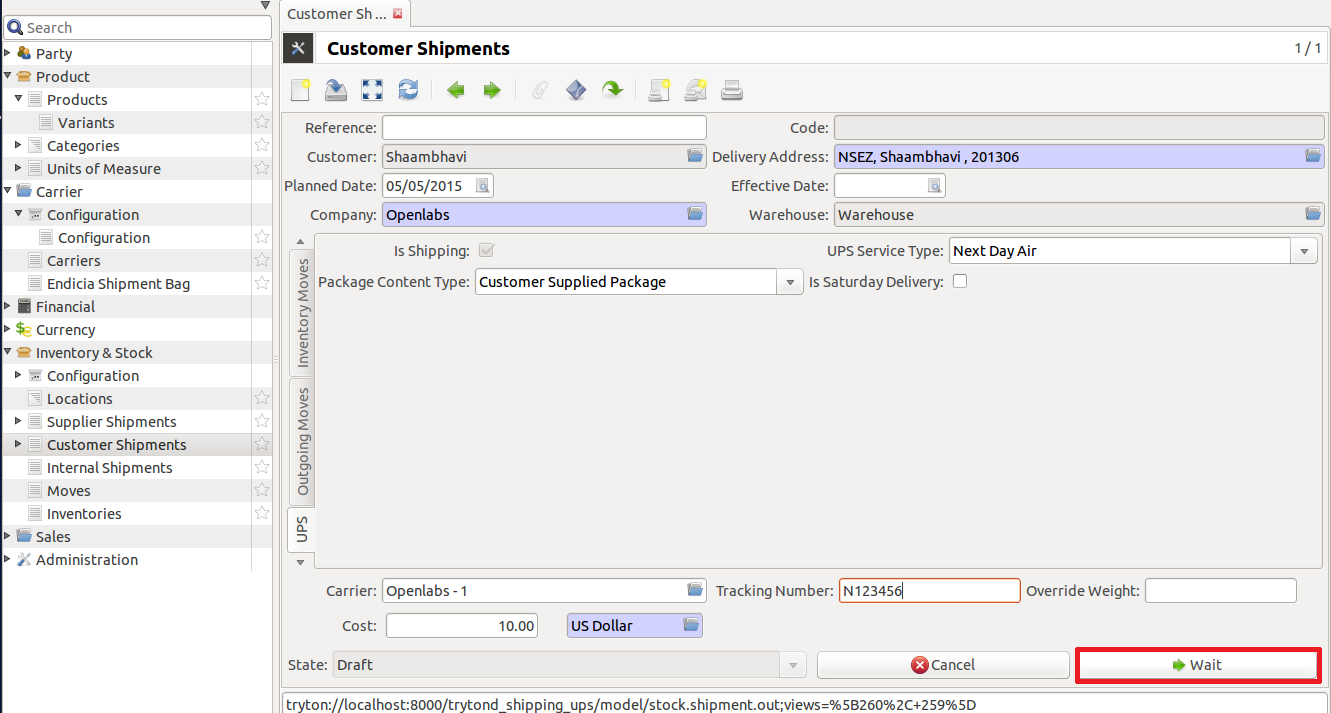 Customer Sh ...
Search
Customer Shipments
1 / 1
Party
Product
Products
Variants
Categories
Units of Measure
Carrier
Configuration
Configuration
Carriers
Endicia Shipment Bag
Financial
Currency
Inventory & Stock
Configuration
Locations
Supplier Shipments
Customer Shipments
Internal Shipments
Moves
Inventories
Sales
Administration
Reference: Code:
Customer: Shaambhavi Delivery Address: NSEZ, Shaambhavi , 201306
Planned Date: 05/05/2015 Effective Date:
Company: Openlabs Warehouse: Warehouse
Inventory Moves
Outgoing Moves
UPS
Is Shipping: UPS Service Type: Next Day Air
Package Content Type: Customer Supplied Package Is Saturday Delivery:
Carrier: Openlabs - 1 Tracking Number: N123456 Override Weight:
Cost: 10.00 US Dollar
State: Draft Cancel Wait
tryton://localhost:8000/trytond_shipping_ups/model/stock.shipment.out;views=%5B260%2C+259%5D